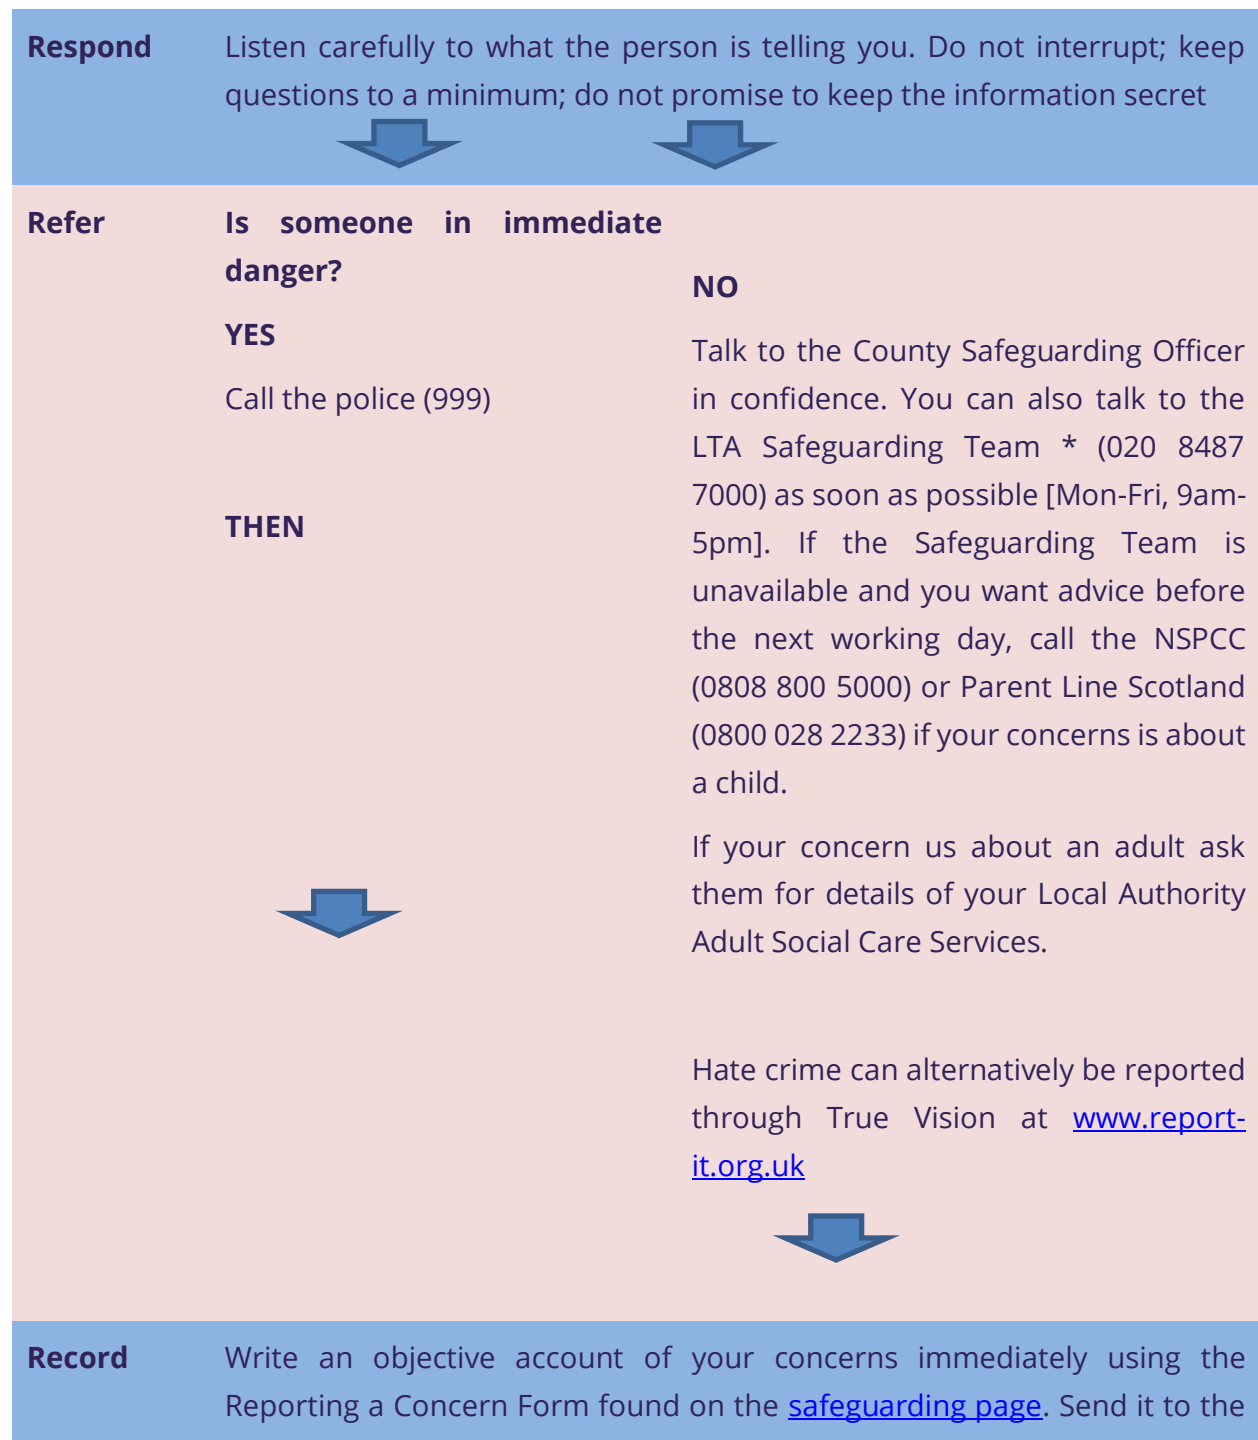 Respond
Listen carefully to what the person is telling you. Do not interrupt; keep
questions to a minimum; do not promise to keep the information secret
Refer
Is someone in immediate
danger?
YES
Call the police (999)
THEN
NO
Talk to the County Safeguarding Officer
in confidence. You can also talk to the
LTA Safeguarding Team * (020 8487
7000) as soon as possible [Mon-Fri, 9am-
5pm]. If the Safeguarding Team is
unavailable and you want advice before
the next working day, call the NSPCC
(0808 800 5000) or Parent Line Scotland
(0800 028 2233) if your concerns is about
a child.
If your concern us about an adult ask
them for details of your Local Authority
Adult Social Care Services.
Hate crime can alternatively be reported
through True Vision at www.report-
it.org.uk
Record
Write an objective account of your concerns immediately using the
Reporting a Concern Form found on the safeguarding page. Send it to the